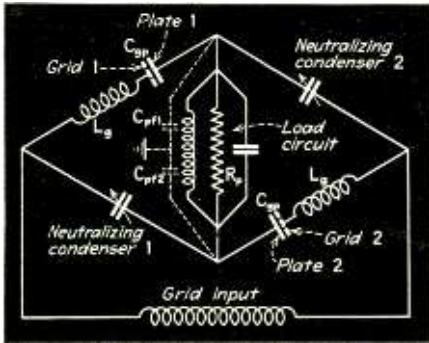 Plate 1
Cgp
Grid 1
Neutralizing
condenser 2
Lg
Cpf1
Load
circuit
Cpf2
Rp
Lg
Cgp
Neutralizing
condenser 1
Grid 2
Plate 2
Grid input